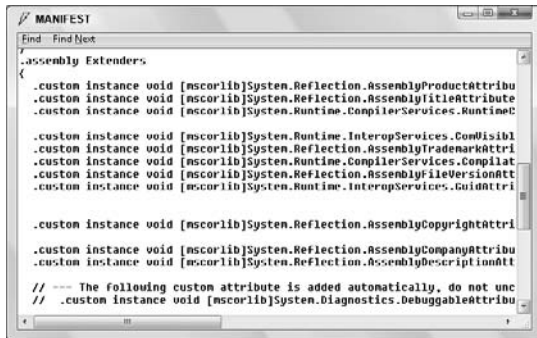 MANIFEST
Find Find Next
.assembly Extenders
{
.custom instance void [mscorlib]System.Reflection.AssemblyProductAttribu
.custom instance void [mscorlib]System.Reflection.AssemblyTitleAttribute
.custom instance void [mscorlib]System.Runtime.CompilerServices.RuntimeC
.custom instance void [mscorlib]System.Runtime.InteropServices.ComVisibl
.custom instance void [mscorlib]System.Reflection.AssemblyTrademarkAttri
.custom instance void [mscorlib]System.Runtime.CompilerServices.Compilat
.custom instance void [mscorlib]System.Reflection.AssemblyFileVersionAtt
.custom instance void [mscorlib]System.Runtime.InteropServices.GuidAttri
.custom instance void [mscorlib]System.Reflection.AssemblyCopyrightAttri
.custom instance void [mscorlib]System.Reflection.AssemblyCompanyAttribu
.custom instance void [mscorlib]System.Reflection.AssemblyDescriptionAtt
// --- The following custom attribute is added automatically, do not unc
// .custom instance void [mscorlib]System.Diagnostics.DebuggableAttribu